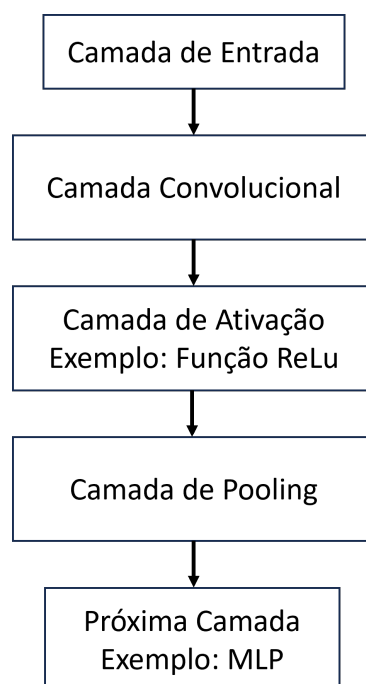 Camada de Entrada
Camada Convolucional
Camada de Ativação
Exemplo: Função ReLu
Camada de Pooling
Próxima Camada
Exemplo: MLP